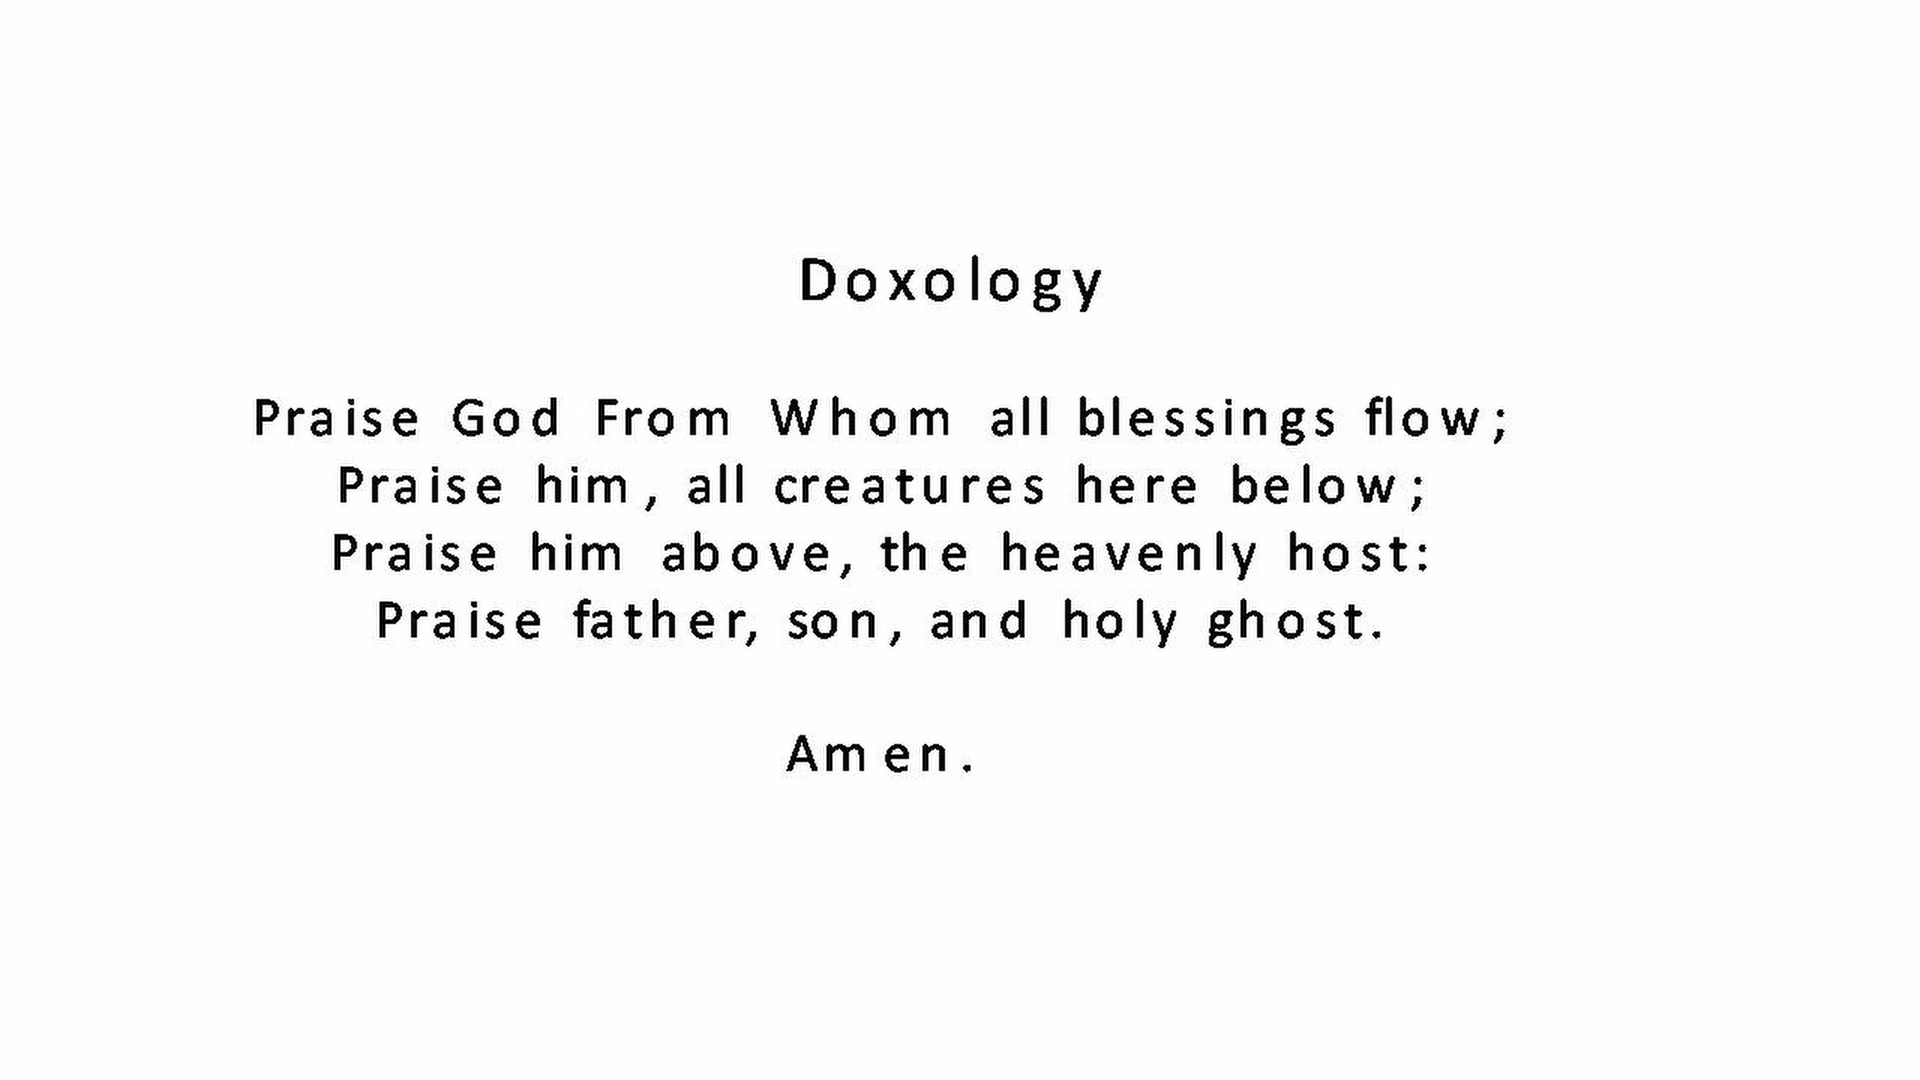 Doxology
Praise God From Whom all blessings flow;
Praise him, all creatures here below;
Praise him above, the heavenly host:
Praise father, son, and holy ghost.
Amen.